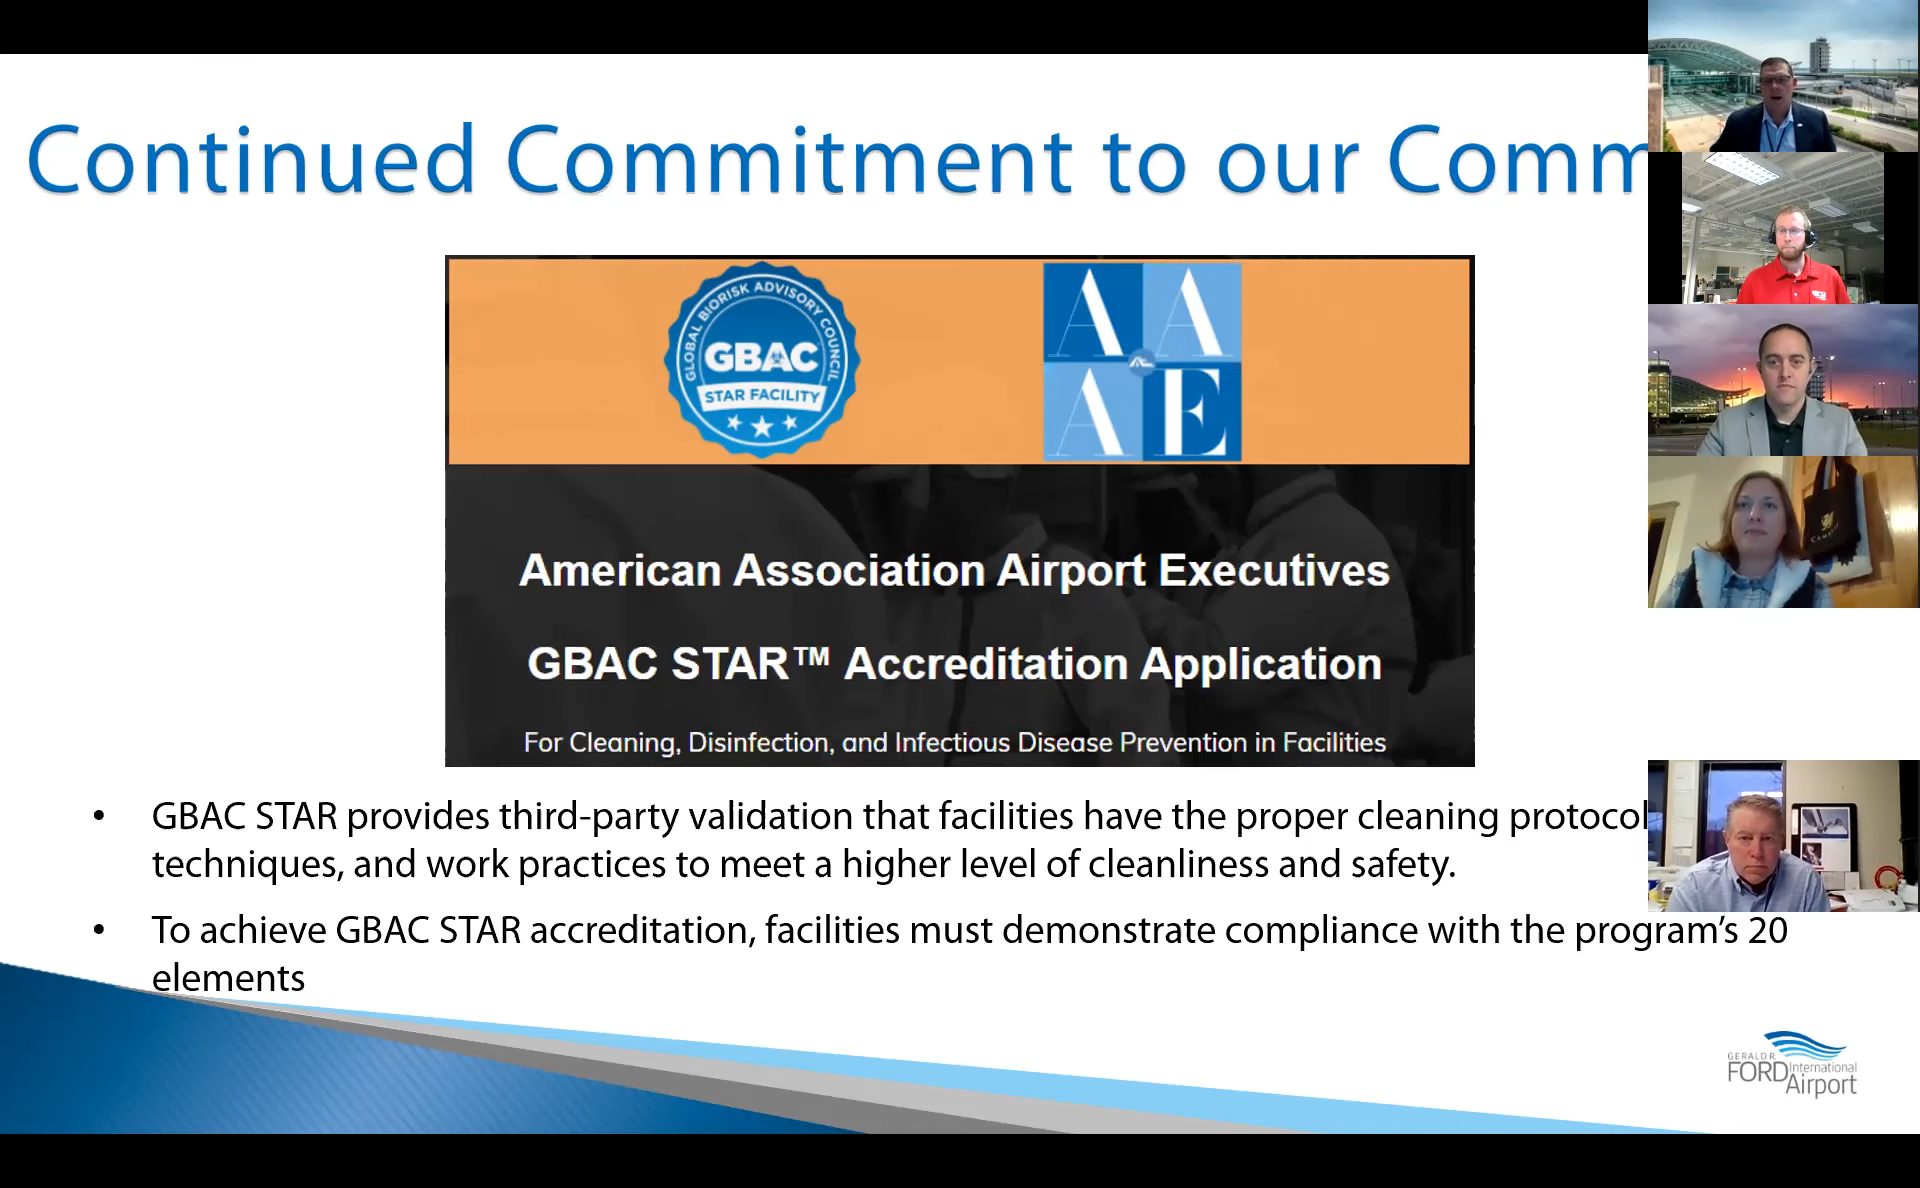 Continued Commitment to our Comm
GLOBAL BIORISK ADVISORY COUNCIL
GBAC
STAR FACILITY
A A
A E
American Association Airport Executives
GBAC STAR™ Accreditation Application
For Cleaning, Disinfection, and Infectious Disease Prevention in Facilities
• GBAC STAR provides third-party validation that facilities have the proper cleaning protocol
techniques, and work practices to meet a higher level of cleanliness and safety.
• To achieve GBAC STAR accreditation, facilities must demonstrate compliance with the program’s 20
elements
GERALD R.
FORD International
Airport